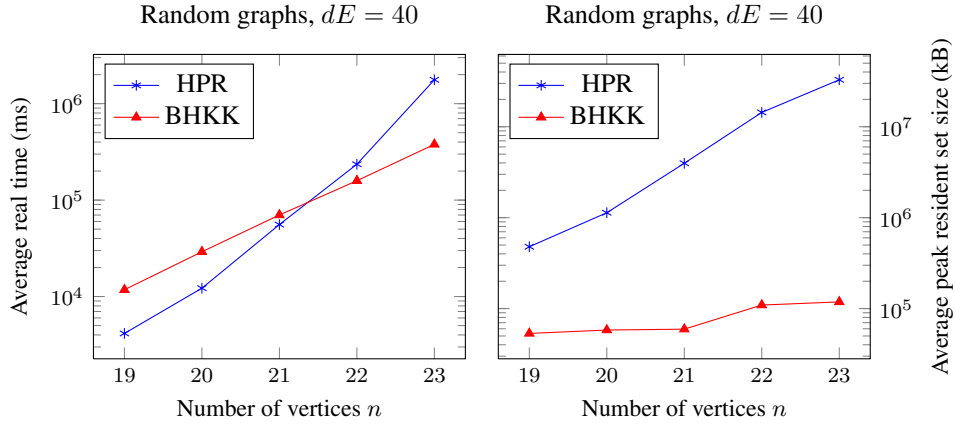 Random graphs, dE = 40
Average real time (ms)
10^6
10^5
10^4
HPR
BHKK
19 20 21 22 23
Number of vertices n
Random graphs, dE = 40
HPR
BHKK
10^7
10^6
10^5
Average peak resident set size (kB)
19 20 21 22 23
Number of vertices n